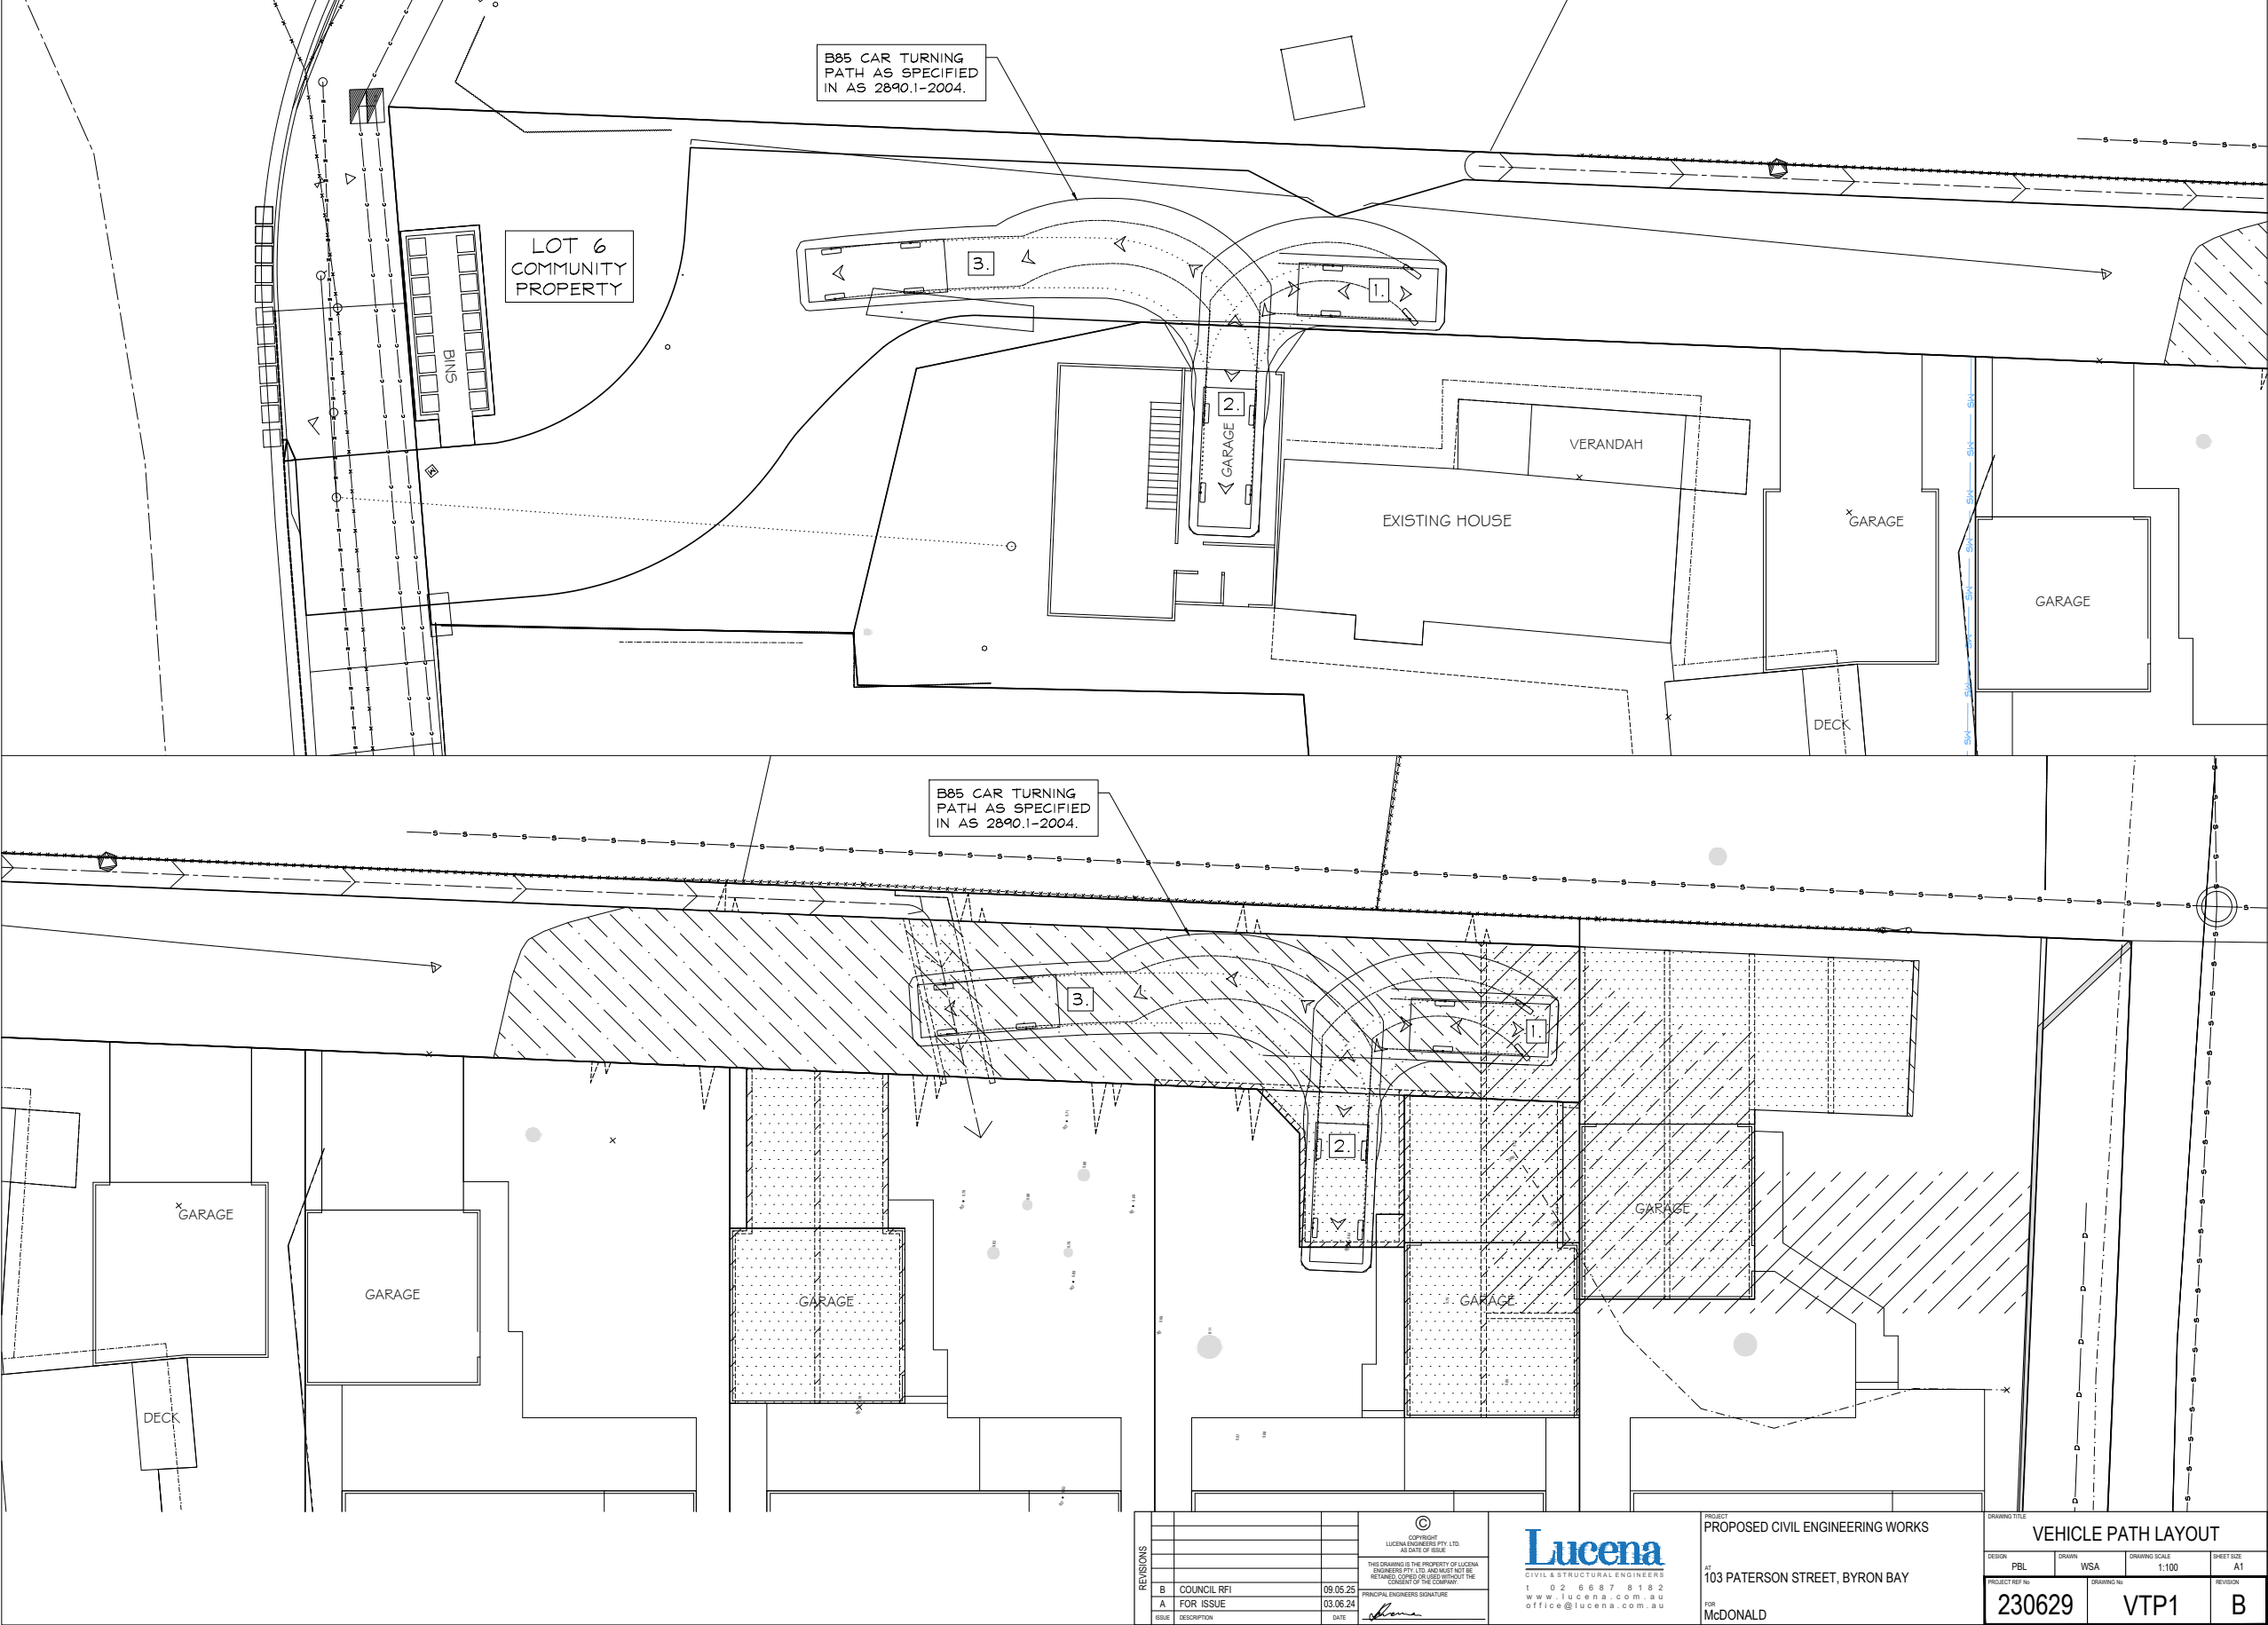 B85 CAR TURNING
PATH AS SPECIFIED
IN AS 2890.1-2004.
LOT 6
COMMUNITY
PROPERTY
BINS
3.
1.
2.
GARAGE
VERANDAH
EXISTING HOUSE
GARAGE
GARAGE
DECK
SW
SW
SW
SW
SW
SW
SW
B85 CAR TURNING
PATH AS SPECIFIED
IN AS 2890.1-2004.
3.
1.
2.
GARAGE
GARAGE
GARAGE
GARAGE
GARAGE
DECK
REVISIONS
B COUNCIL RFI 09.05.25
A FOR ISSUE 03.06.24
ISSUE DESCRIPTION DATE
©
COPYRIGHT
LUCENA ENGINEERS PTY. LTD.
AS DATE OF ISSUE
THIS DRAWING IS THE PROPERTY OF LUCENA
ENGINEERS PTY. LTD. AND MUST NOT BE
RETAINED, COPIED OR USED WITHOUT THE
CONSENT OF THE COMPANY.
PRINCIPAL ENGINEERS SIGNATURE
Lucena
CIVIL & STRUCTURAL ENGINEERS
t 02 6687 8182
www.lucena.com.au
office@lucena.com.au
PROJECT
PROPOSED CIVIL ENGINEERING WORKS
AT
103 PATERSON STREET, BYRON BAY
FOR
McDONALD
DRAWING TITLE
VEHICLE PATH LAYOUT
DESIGN DRAWN DRAWING SCALE SHEET SIZE
PBL WSA 1:100 A1
PROJECT REF No DRAWING No REVISION
230629 VTP1 B